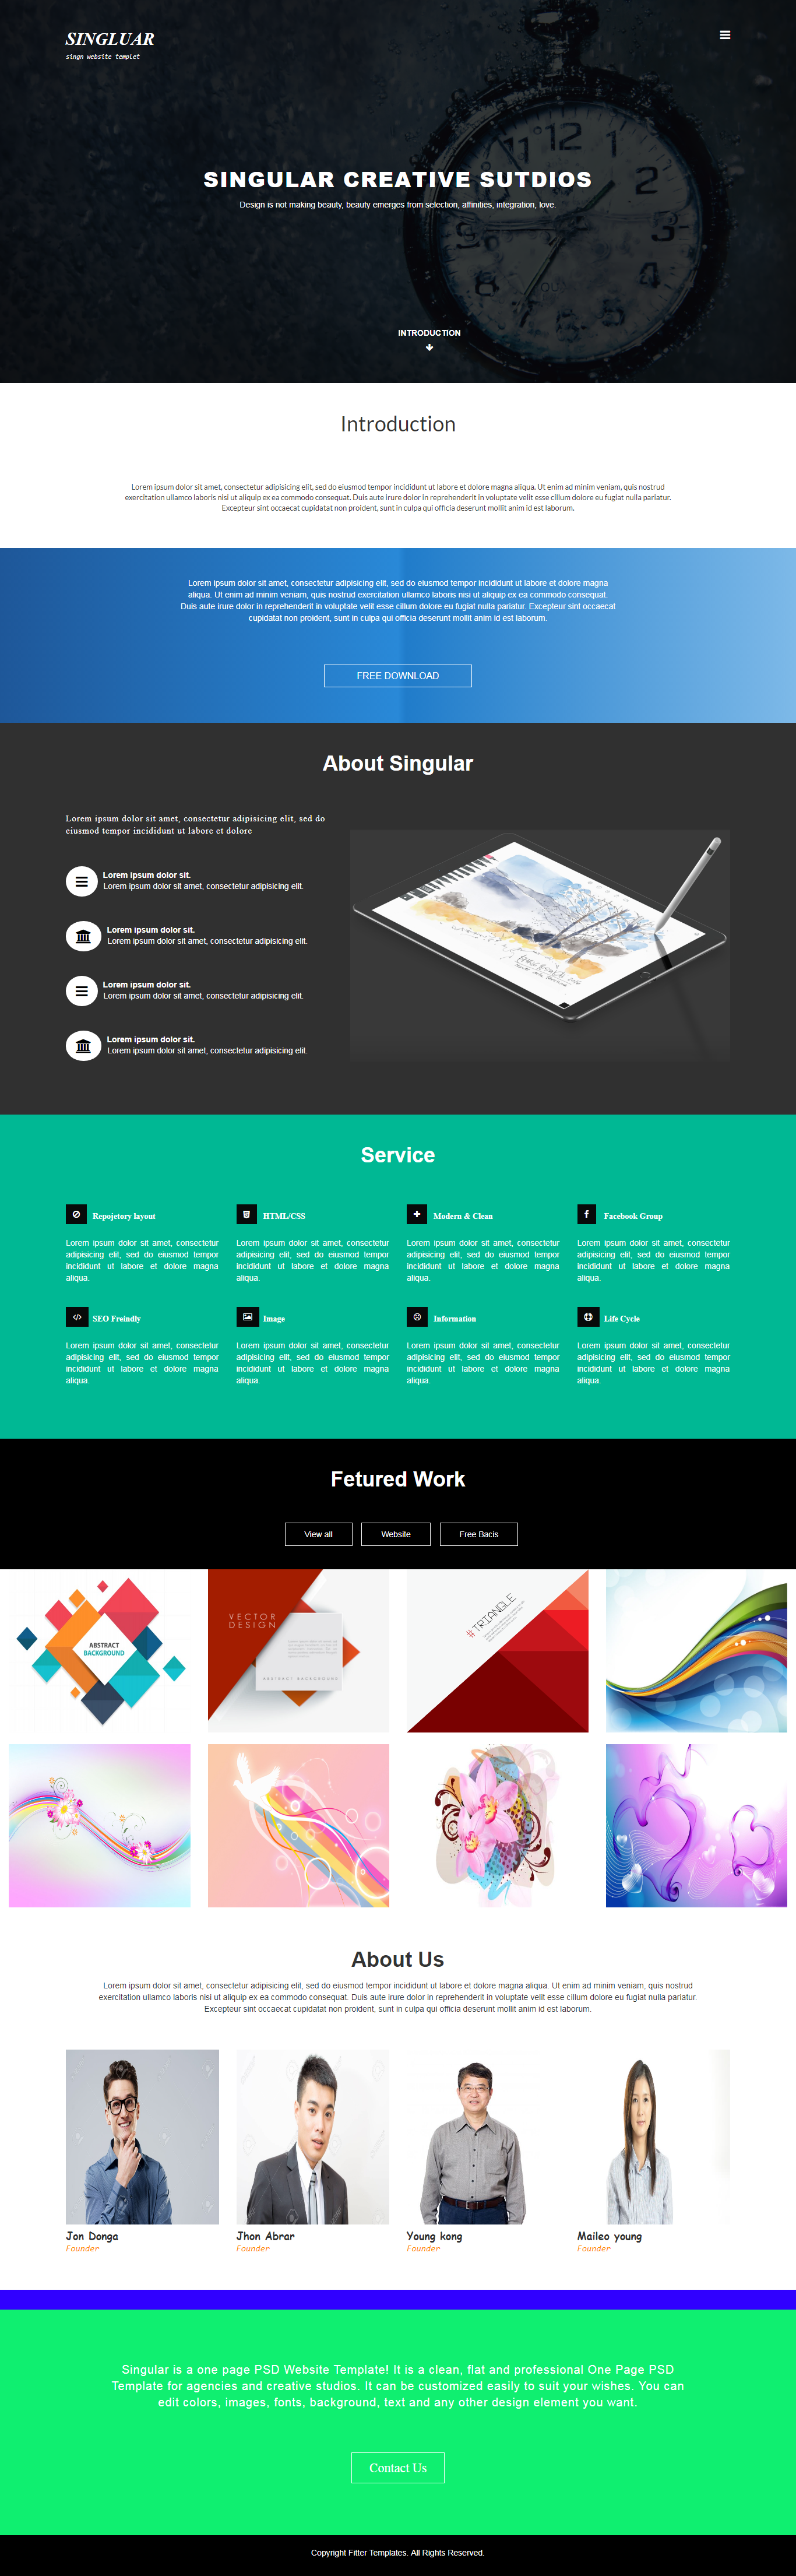 SINGLUAR
singn website templet
SINGULAR CREATIVE SUTDIOS
Design is not making beauty, beauty emerges from selection, affinities, integration, love.
INTRODUCTION
Introduction
Lorem ipsum dolor sit amet, consectetur adipisicing elit, sed do eiusmod tempor incididunt ut labore et dolore magna aliqua. Ut enim ad minim veniam, quis nostrud
exercitation ullamco laboris nisi ut aliquip ex ea commodo consequat. Duis aute irure dolor in reprehenderit in voluptate velit esse cillum dolore eu fugiat nulla pariatur.
Excepteur sint occaecat cupidatat non proident, sunt in culpa qui officia deserunt mollit anim id est laborum.
Lorem ipsum dolor sit amet, consectetur adipisicing elit, sed do eiusmod tempor incididunt ut labore et dolore magna
aliqua. Ut enim ad minim veniam, quis nostrud exercitation ullamco laboris nisi ut aliquip ex ea commodo consequat.
Duis aute irure dolor in reprehenderit in voluptate velit esse cillum dolore eu fugiat nulla pariatur. Excepteur sint occaecat
cupidatat non proident, sunt in culpa qui officia deserunt mollit anim id est laborum.
FREE DOWNLOAD
About Singular
Lorem ipsum dolor sit amet, consectetur adipisicing elit, sed do
eiusmod tempor incididunt ut labore et dolore
Lorem ipsum dolor sit.
Lorem ipsum dolor sit amet, consectetur adipisicing elit.
Lorem ipsum dolor sit.
Lorem ipsum dolor sit amet, consectetur adipisicing elit.
Lorem ipsum dolor sit.
Lorem ipsum dolor sit amet, consectetur adipisicing elit.
Lorem ipsum dolor sit.
Lorem ipsum dolor sit amet, consectetur adipisicing elit.
Service
Repojetory layout
Lorem ipsum dolor sit amet, consectetur
adipisicing elit, sed do eiusmod tempor
incididunt ut labore et dolore magna
aliqua.
HTML/CSS
Lorem ipsum dolor sit amet, consectetur
adipisicing elit, sed do eiusmod tempor
incididunt ut labore et dolore magna
aliqua.
Modern & Clean
Lorem ipsum dolor sit amet, consectetur
adipisicing elit, sed do eiusmod tempor
incididunt ut labore et dolore magna
aliqua.
Facebook Group
Lorem ipsum dolor sit amet, consectetur
adipisicing elit, sed do eiusmod tempor
incididunt ut labore et dolore magna
aliqua.
SEO Freindly
Lorem ipsum dolor sit amet, consectetur
adipisicing elit, sed do eiusmod tempor
incididunt ut labore et dolore magna
aliqua.
Image
Lorem ipsum dolor sit amet, consectetur
adipisicing elit, sed do eiusmod tempor
incididunt ut labore et dolore magna
aliqua.
Information
Lorem ipsum dolor sit amet, consectetur
adipisicing elit, sed do eiusmod tempor
incididunt ut labore et dolore magna
aliqua.
Life Cycle
Lorem ipsum dolor sit amet, consectetur
adipisicing elit, sed do eiusmod tempor
incididunt ut labore et dolore magna
aliqua.
Fetured Work
View all
Website
Free Bacis
ABSTRACT
BACKGROUND
VECTOR
DESIGN
ABSTRACT BACKGROUND
#TRIANGLE
About Us
Lorem ipsum dolor sit amet, consectetur adipisicing elit, sed do eiusmod tempor incididunt ut labore et dolore magna aliqua. Ut enim ad minim veniam, quis nostrud
exercitation ullamco laboris nisi ut aliquip ex ea commodo consequat. Duis aute irure dolor in reprehenderit in voluptate velit esse cillum dolore eu fugiat nulla pariatur.
Excepteur sint occaecat cupidatat non proident, sunt in culpa qui officia deserunt mollit anim id est laborum.
Jon Donga
Founder
Jhon Abrar
Founder
Young kong
Founder
Maileo young
Founder
Singular is a one page PSD Website Template! It is a clean, flat and professional One Page PSD
Template for agencies and creative studios. It can be customized easily to suit your wishes. You can
edit colors, images, fonts, background, text and any other design element you want.
Contact Us
Copyright Fitter Templates. All Rights Reserved.